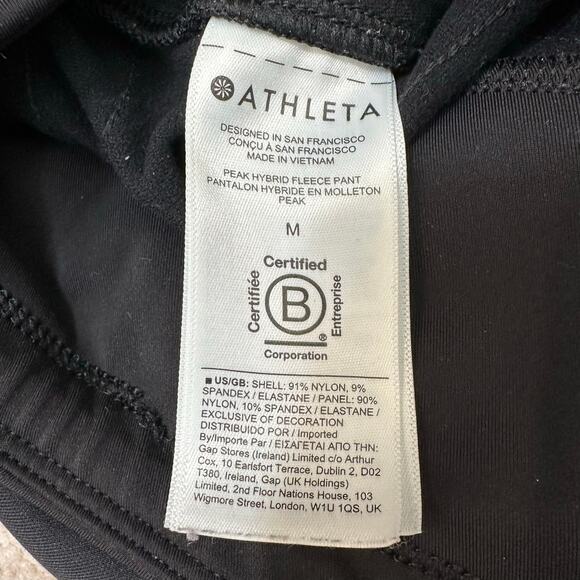 ATHLETA
DESIGNED IN SAN FRANCISCO
CONÇU À SAN FRANCISCO
MADE IN VIETNAM
PEAK HYBRID FLEECE PANT
PANTALON HYBRIDE EN MOLLETON
PEAK
M
Certified
Certifiée
B
®
Entreprise
Corporation
■ US/GB: SHELL: 91% NYLON, 9%
SPANDEX / ELASTANE / PANEL: 90%
NYLON, 10% SPANDEX / ELASTANE /
EXCLUSIVE OF DECORATION
DISTRIBUIDO POR / Imported
By/Importe Par / ΕΙΣΑΓΕΤΑΙ ΑΠΟ ΤΗΝ:
Gap Stores (Ireland) Limited c/o Arthur
Cox, 10 Earlsfort Terrace, Dublin 2, D02
T380, Ireland, Gap (UK Holdings)
Limited, 2nd Floor Nations House, 103
Wigmore Street, London, W1U 1QS, UK